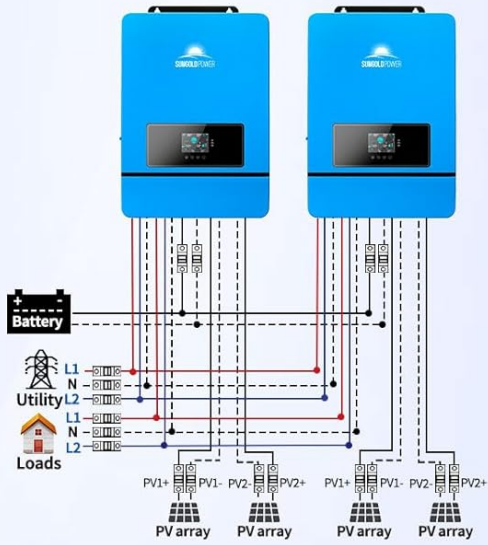 SUNGOLDPOWER
SUNGOLDPOWER
+ -
Battery
L1
N
Utility L2
L1
N
Loads
L2
PV1+ PV1- PV2- PV2+ PV1+ PV1- PV2- PV2+
PV array PV array PV array PV array